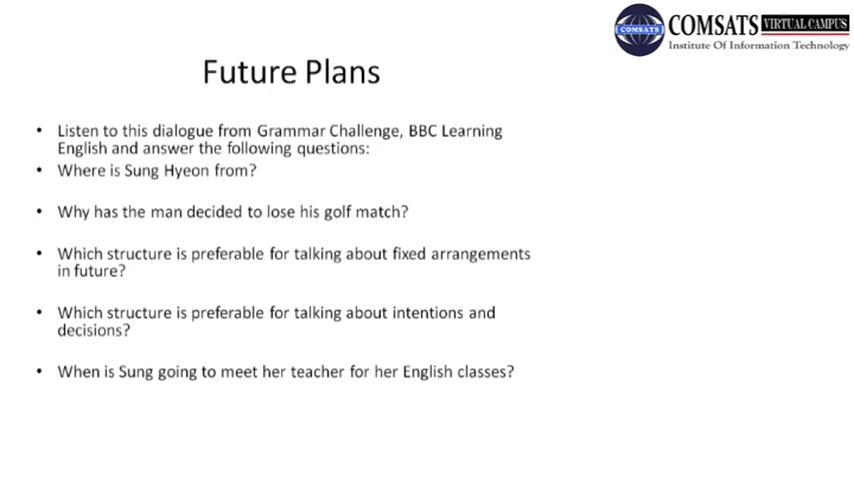 COMSATS VIRTUAL CAMPUS
COMSATS
Institute Of Information Technology
Future Plans
• Listen to this dialogue from Grammar Challenge, BBC Learning
English and answer the following questions:
• Where is Sung Hyeon from?
• Why has the man decided to lose his golf match?
• Which structure is preferable for talking about fixed arrangements
in future?
• Which structure is preferable for talking about intentions and
decisions?
• When is Sung going to meet her teacher for her English classes?